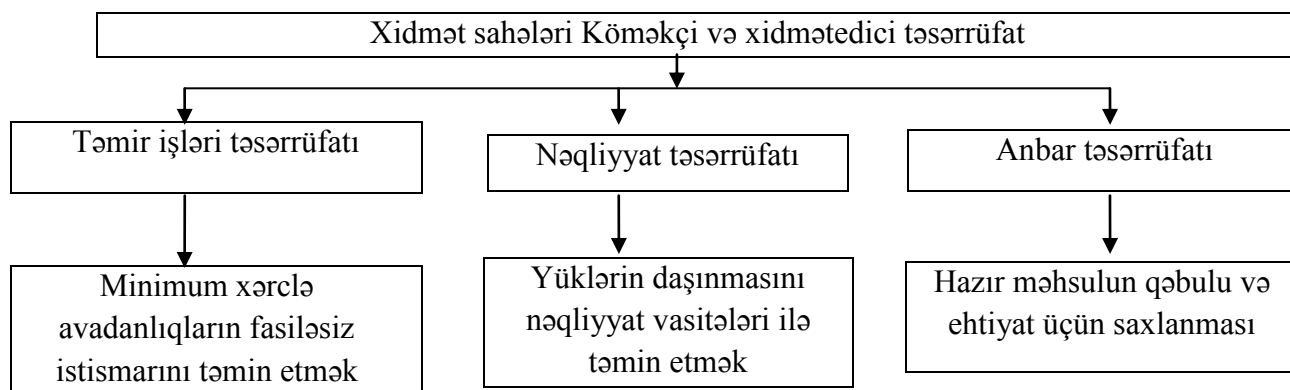 Xidmət sahələri Köməkçi və xidmətedici təsərrüfat
Təmir işləri təsərrüfatı
Nəqliyyat təsərrüfatı
Anbar təsərrüfatı
Minimum xərclə
avadanlıqların fasiləsiz
istismarını təmin etmək
Yüklərin daşınmasını
nəqliyyat vasitələri ilə
təmin etmək
Hazır məhsulun qəbulu və
ehtiyat üçün saxlanması